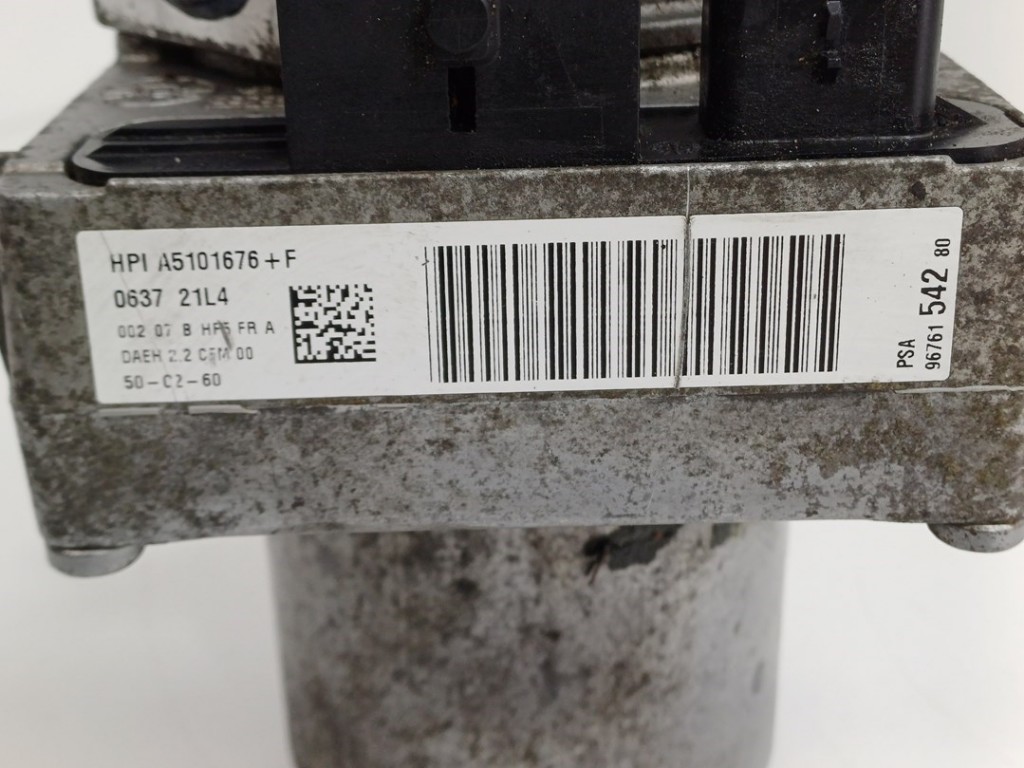 HPI A5101676+F
0637 21L4
002 07 B HP5 FR A
DAEH 2.2 CFM 00
50-C2-60
PSA
96761 542 80